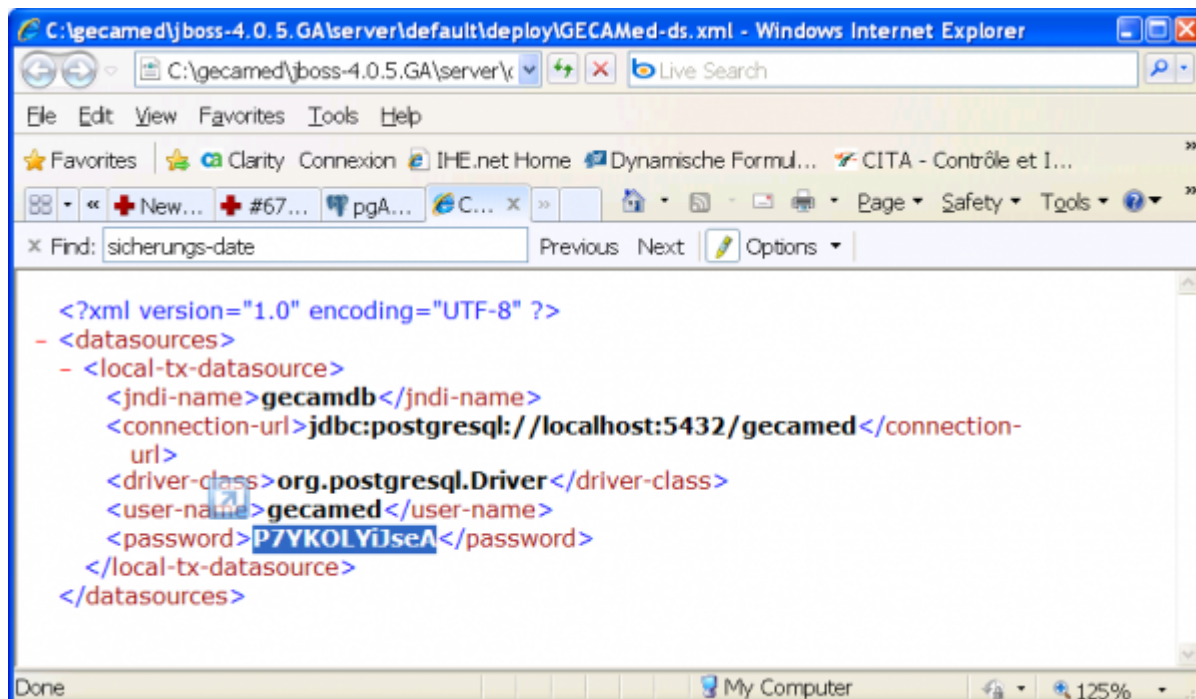 C:\gecamed\jboss-4.0.5.GA\server\default\deploy\GECAMed-ds.xml - Windows Internet Explorer
C:\gecamed\jboss-4.0.5.GA\server\c
Live Search
File Edit View Favorites Tools Help
Favorites Clarity Connexion IHE.net Home Dynamische Formul... CITA - Contrôle et I...
New... #67... pgA... C... Page Safety Tools
Find: sicherungs-date Previous Next Options
<?xml version="1.0" encoding="UTF-8" ?>
- <datasources>
- <local-tx-datasource>
<jndi-name>gecamdb</jndi-name>
<connection-url>jdbc:postgresql://localhost:5432/gecamed</connection-
url>
<driver-class>org.postgresql.Driver</driver-class>
<user-name>gecamed</user-name>
<password>P7YKOLYiJseA</password>
</local-tx-datasource>
</datasources>
Done My Computer 125%